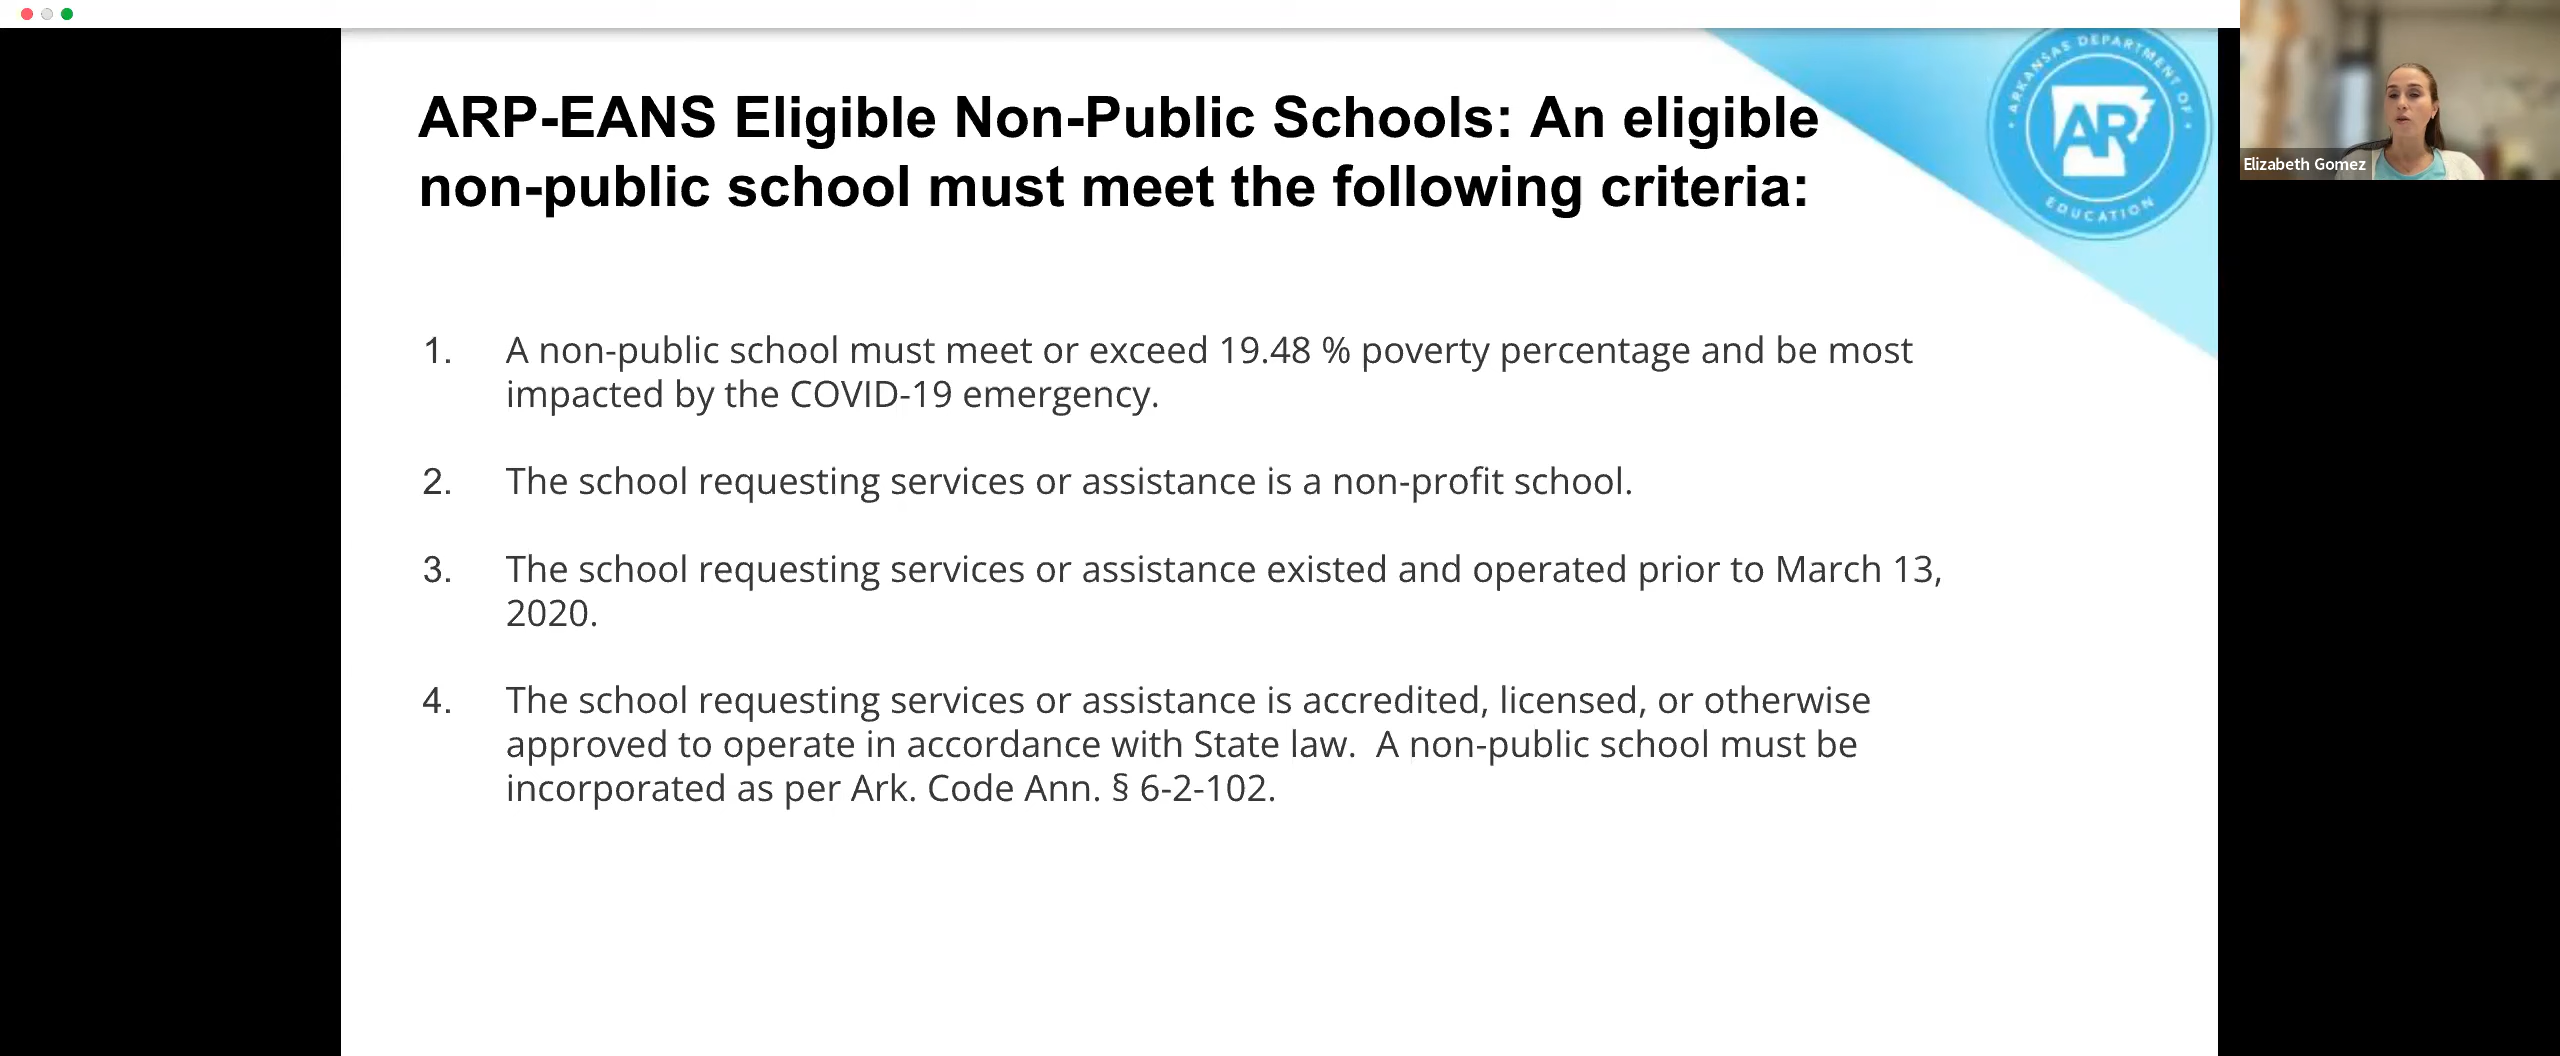 ARP-EANS Eligible Non-Public Schools: An eligible
non-public school must meet the following criteria:
ARKANSAS DEPARTMENT OF
AR
EDUCATION
Elizabeth Gomez
1. A non-public school must meet or exceed 19.48 % poverty percentage and be most
impacted by the COVID-19 emergency.
2. The school requesting services or assistance is a non-profit school.
3. The school requesting services or assistance existed and operated prior to March 13,
2020.
4. The school requesting services or assistance is accredited, licensed, or otherwise
approved to operate in accordance with State law.  A non-public school must be
incorporated as per Ark. Code Ann. § 6-2-102.